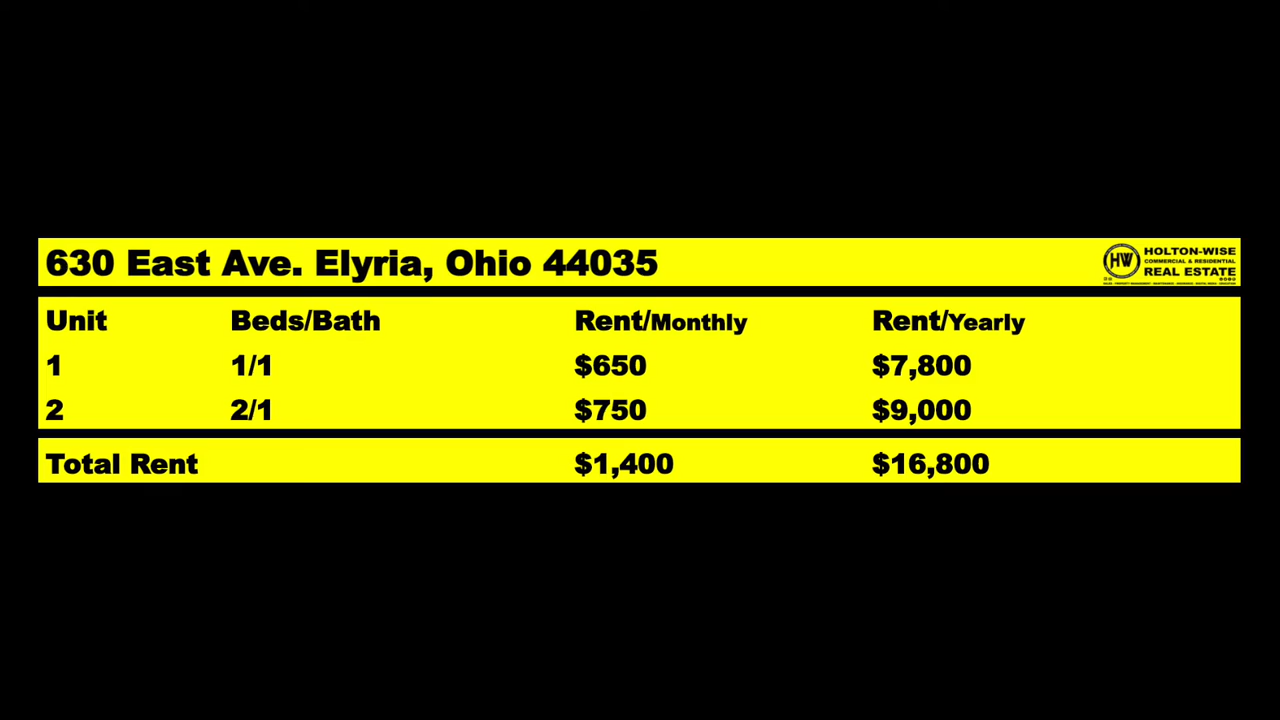 630 East Ave. Elyria, Ohio 44035
HW
HOLTON-WISE
COMMERCIAL & RESIDENTIAL
REAL ESTATE
Unit Beds/Bath Rent/Monthly Rent/Yearly
1 1/1 $650 $7,800
2 2/1 $750 $9,000
Total Rent $1,400 $16,800